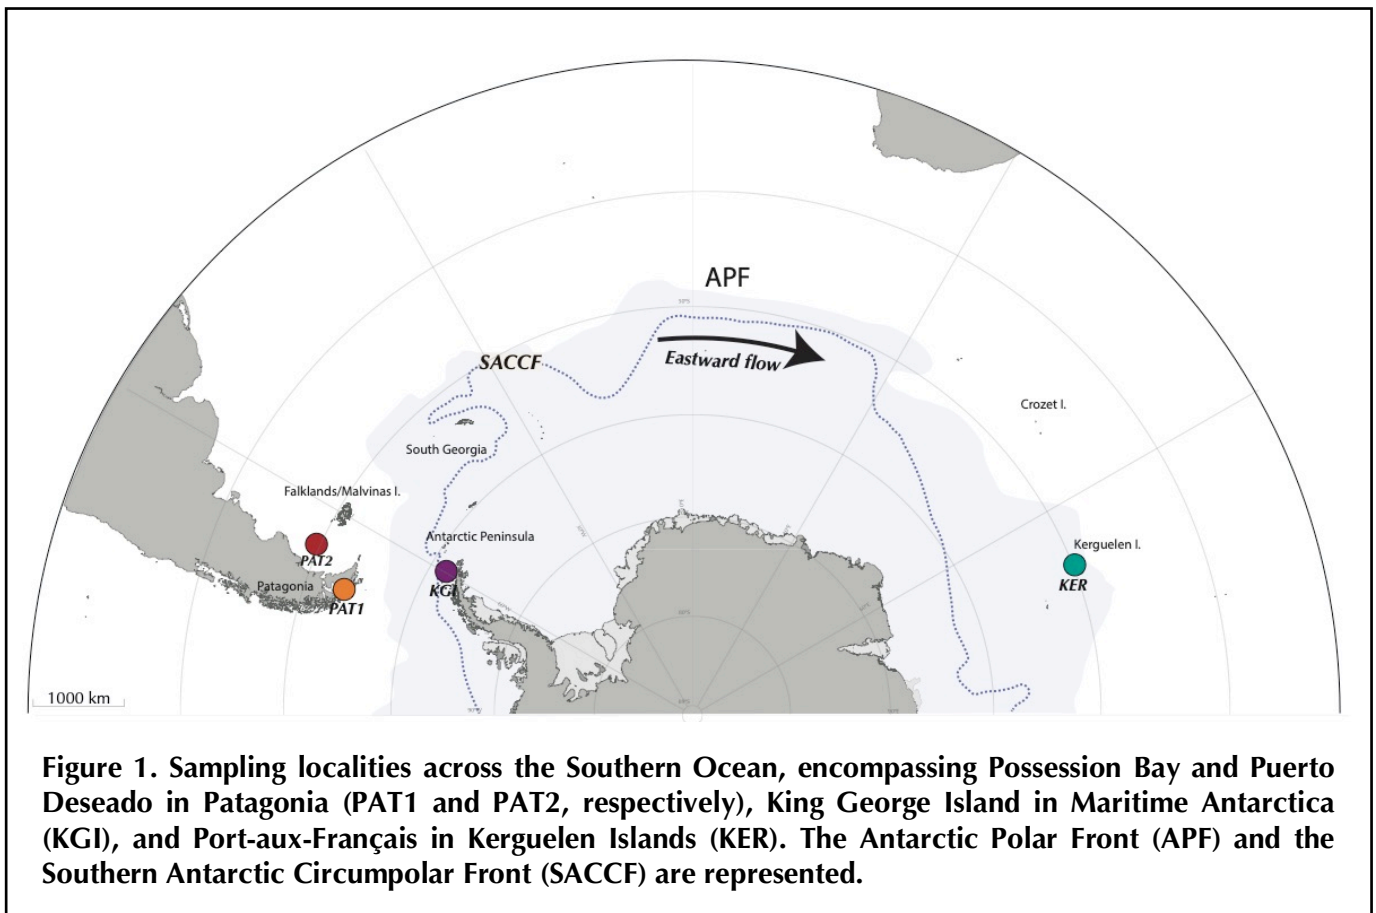 APF
50°S
SACCF
Eastward flow
Crozet I.
South Georgia
Falklands/Malvinas I.
Antarctic Peninsula
Kerguelen I.
PAT2
KER
Patagonia
KGI
PAT1
1000 km
Figure 1. Sampling localities across the Southern Ocean, encompassing Possession Bay and Puerto
Deseado in Patagonia (PAT1 and PAT2, respectively), King George Island in Maritime Antarctica
(KGI), and Port-aux-Français in Kerguelen Islands (KER). The Antarctic Polar Front (APF) and the
Southern Antarctic Circumpolar Front (SACCF) are represented.